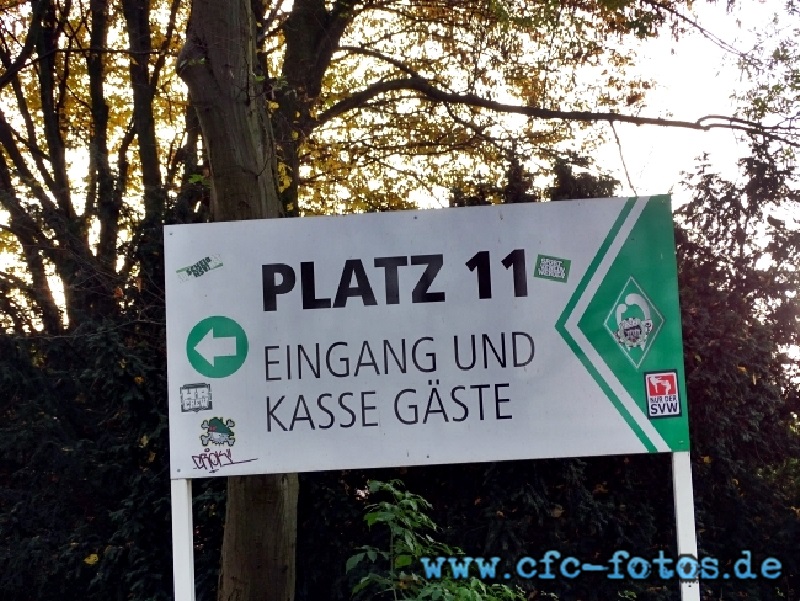 PLATZ 11
EINGANG UND
KASSE GÄSTE
NUR DER
SVW
www.cfc-fotos.de